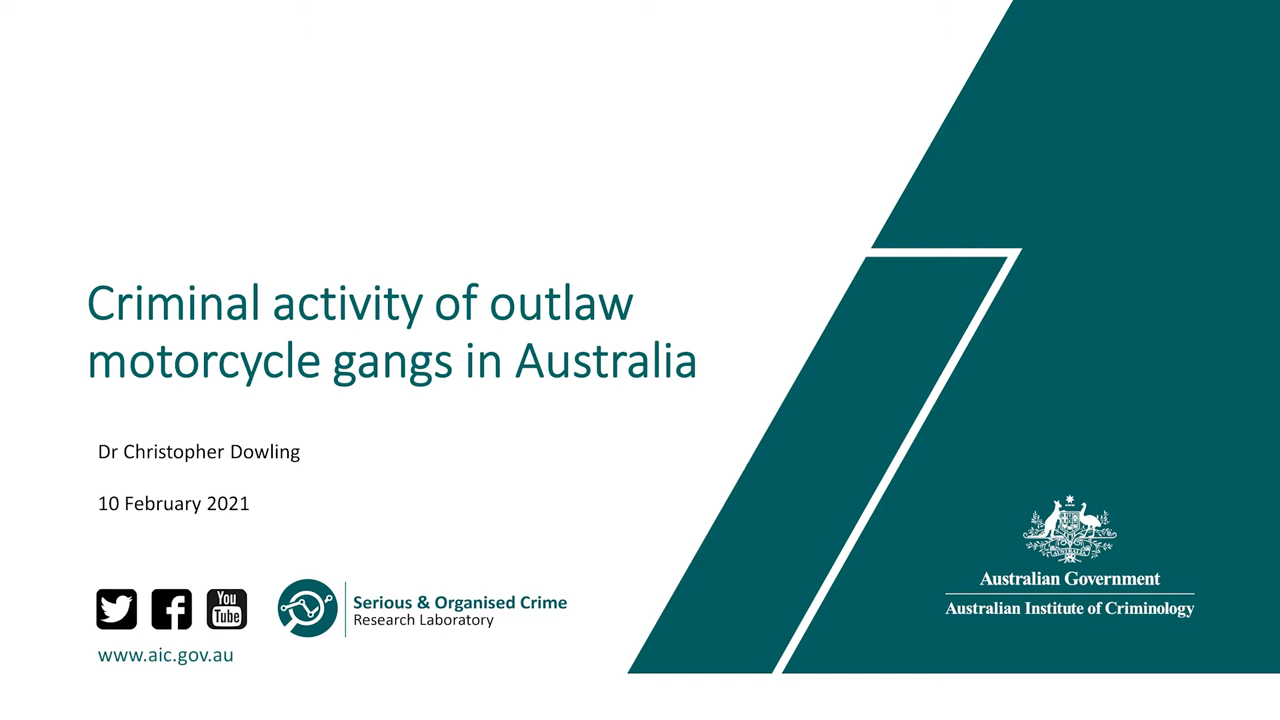 Criminal activity of outlaw
motorcycle gangs in Australia
Dr Christopher Dowling
10 February 2021
You
Tube
Serious & Organised Crime
Research Laboratory
www.aic.gov.au
Australian Government
Australian Institute of Criminology